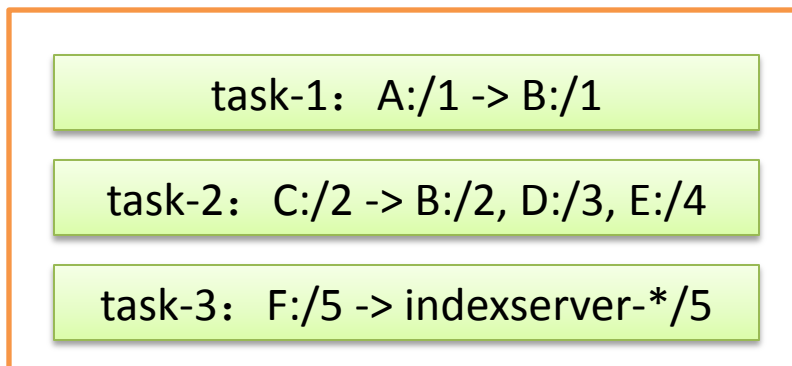 task-1： A:/1 -> B:/1
task-2： C:/2 -> B:/2, D:/3, E:/4
task-3： F:/5 -> indexserver-*/5